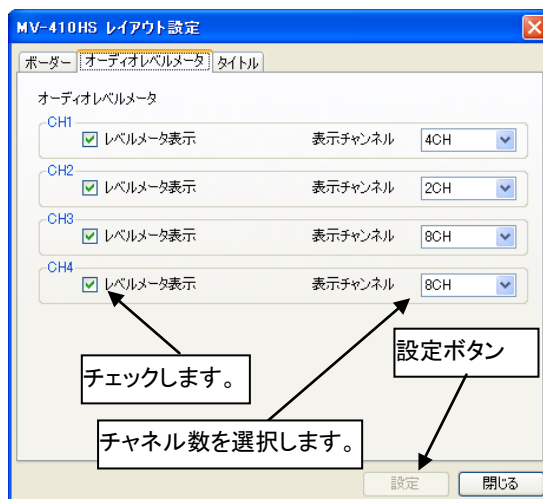 MV-410HS レイアウト設定
ボーダー オーディオレベルメータ タイトル
オーディオレベルメータ
CH1
レベルメータ表示 表示チャンネル 4CH
CH2
レベルメータ表示 表示チャンネル 2CH
CH3
レベルメータ表示 表示チャンネル 8CH
CH4
レベルメータ表示 表示チャンネル 8CH
設定ボタン
チェックします。
チャネル数を選択します。
設定 閉じる